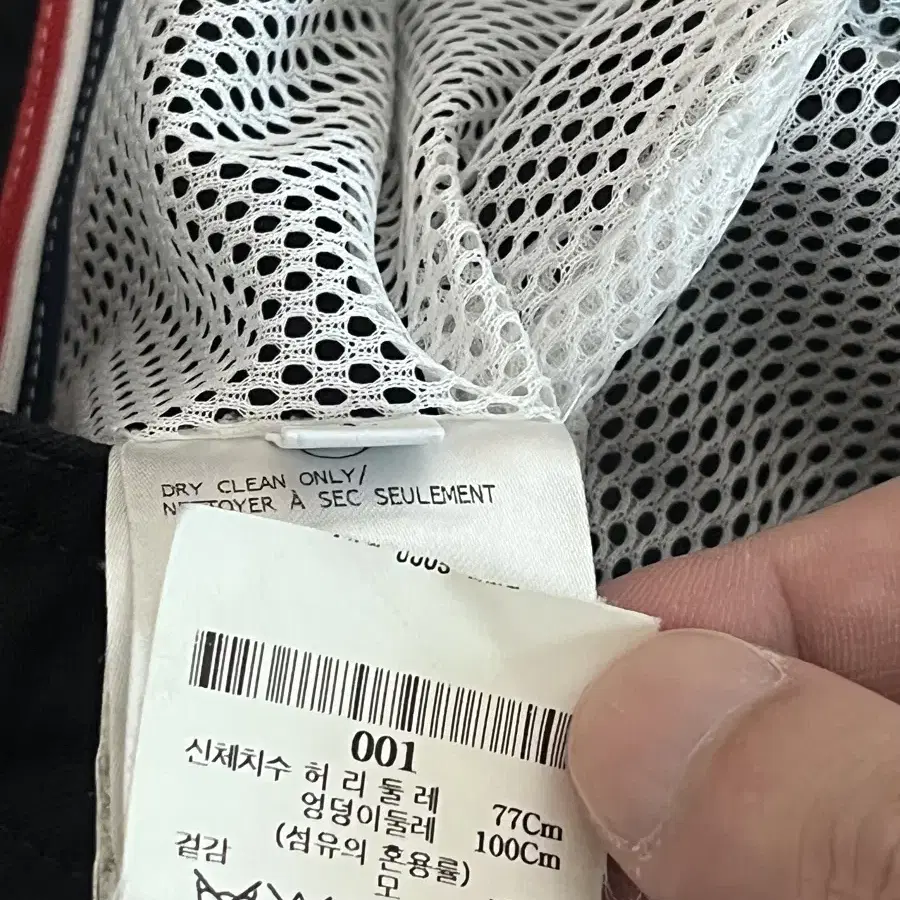 DRY CLEAN ONLY/
NETTOYER À SEC SEULEMENT
0005
001
신체치수 허 리 둘 레 77Cm
엉덩이둘레 100Cm
겉감 (섬유의 혼용률)
모